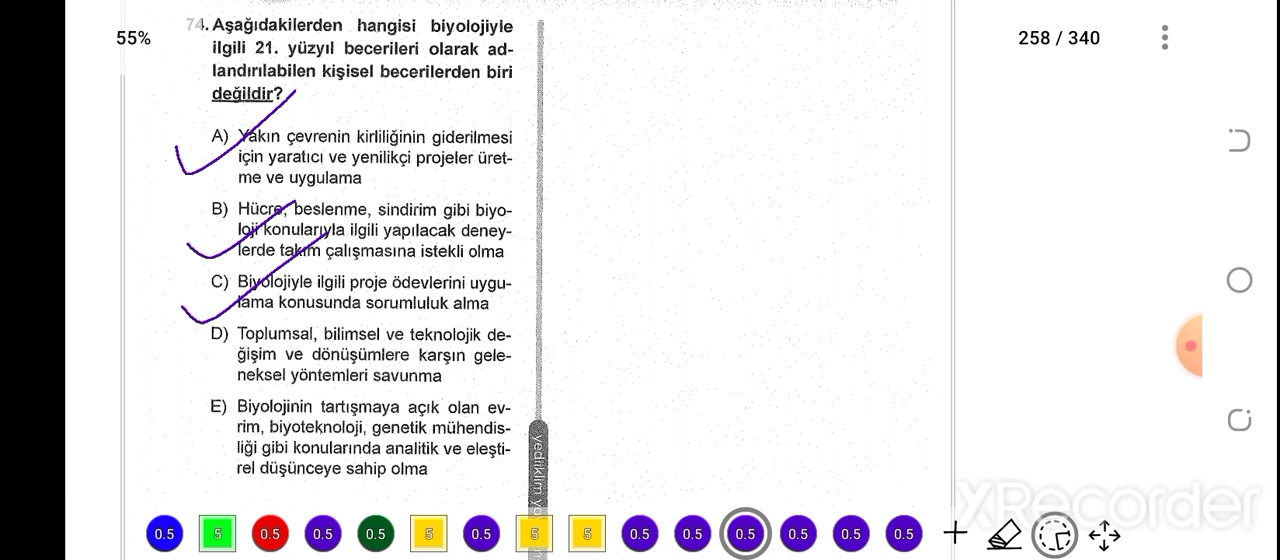 55%
258 / 340
74. Aşağıdakilerden hangisi biyolojiyle
ilgili 21. yüzyıl becerileri olarak ad-
landırılabilen kişisel becerilerden biri
değildir?
A) Yakın çevrenin kirliliğinin giderilmesi
için yaratıcı ve yenilikçi projeler üret-
me ve uygulama
B) Hücre, beslenme, sindirim gibi biyo-
loji konularıyla ilgili yapılacak deney-
lerde takım çalışmasına istekli olma
C) Biyolojiyle ilgili proje ödevlerini uygu-
lama konusunda sorumluluk alma
D) Toplumsal, bilimsel ve teknolojik de-
ğişim ve dönüşümlere karşın gele-
neksel yöntemleri savunma
E) Biyolojinin tartışmaya açık olan ev-
rim, biyoteknoloji, genetik mühendis-
liği gibi konularında analitik ve eleşti-
rel düşünceye sahip olma
yediiklim
XRecorder
0.5 5 0.5 0.5 0.5 5 0.5 5 5 0.5 0.5 0.5 0.5 0.5 0.5